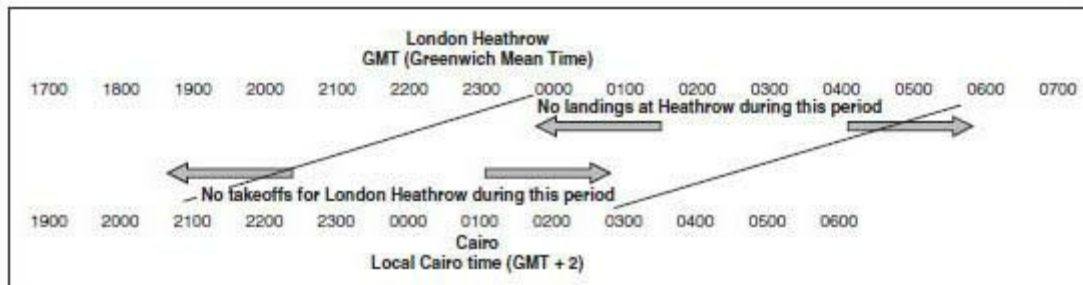 London Heathrow
GMT (Greenwich Mean Time)
1700 1800 1900 2000 2100 2200 2300 0000 0100 0200 0300 0400 0500 0600 0700
No landings at Heathrow during this period
No takeoffs for London Heathrow during this period
1900 2000 2100 2200 2300 0000 0100 0200 0300 0400 0500 0600
Cairo
Local Cairo time (GMT + 2)